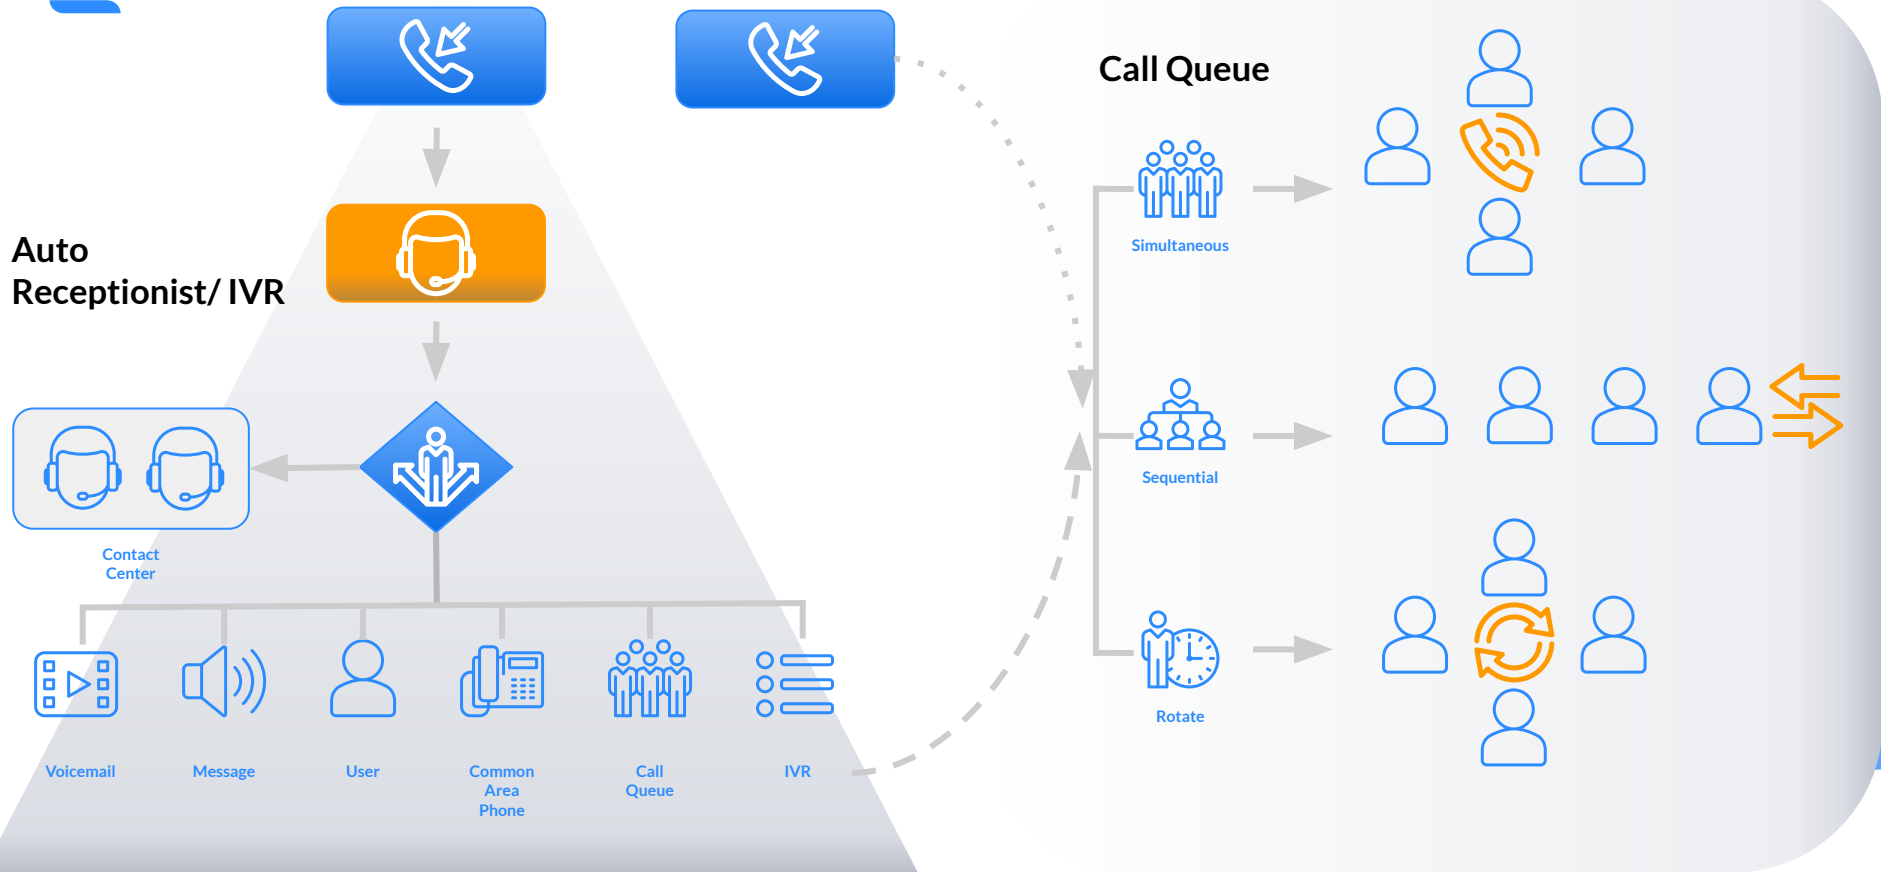 Call Queue
Auto
Receptionist/ IVR
Simultaneous
Sequential
Contact
Center
Rotate
Voicemail
Message
User
Common
Area
Phone
Call
Queue
IVR